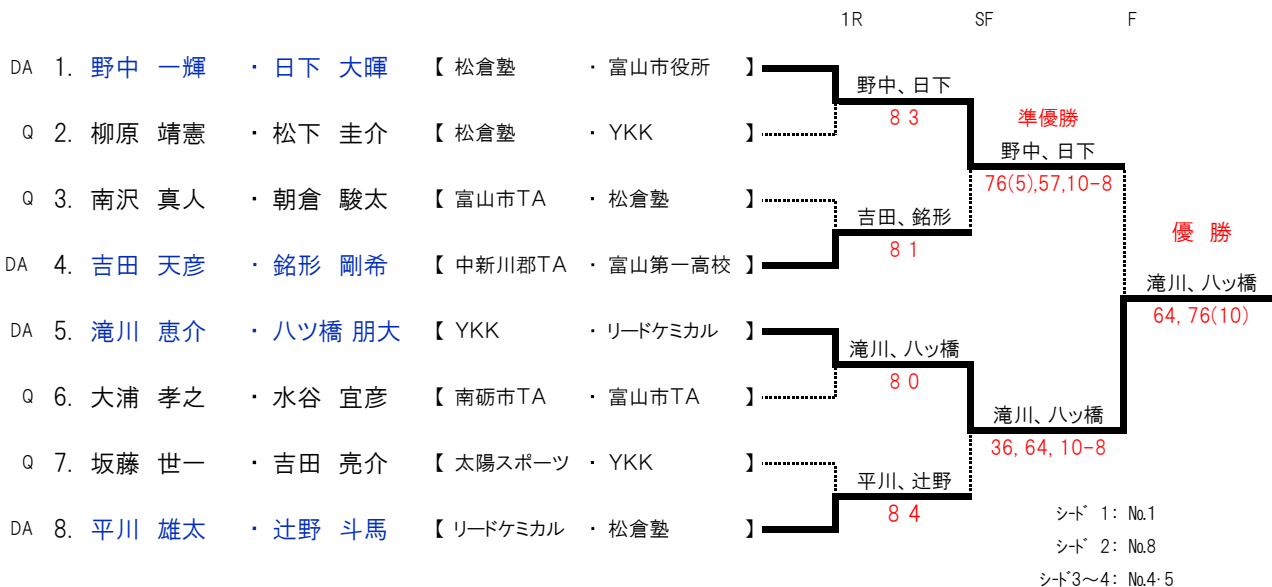 1R SF F
DA 1. 野中 一輝 ・ 日下 大暉 【 松倉塾 ・ 富山市役所 】
野中、日下
8 3
Q 2. 柳原 靖憲 ・ 松下 圭介 【 松倉塾 ・ YKK 】
準優勝
野中、日下
76(5),57,10-8
Q 3. 南沢 真人 ・ 朝倉 駿太 【 富山市TA ・ 松倉塾 】
吉田、銘形
8 1
DA 4. 吉田 天彦 ・ 銘形 剛希 【 中新川郡TA ・ 富山第一高校 】
優 勝
滝川、八ッ橋
64, 76(10)
DA 5. 滝川 恵介 ・ 八ツ橋 朋大 【 YKK ・ リードケミカル 】
滝川、八ッ橋
8 0
Q 6. 大浦 孝之 ・ 水谷 宜彦 【 南砺市TA ・ 富山市TA 】
滝川、八ッ橋
36, 64, 10-8
Q 7. 坂藤 世一 ・ 吉田 亮介 【 太陽スポーツ ・ YKK 】
平川、辻野
8 4
DA 8. 平川 雄太 ・ 辻野 斗馬 【 リードケミカル ・ 松倉塾 】
ｼｰﾄﾞ 1: №1
ｼｰﾄﾞ 2: №8
ｼｰﾄﾞ3～4: №4･5